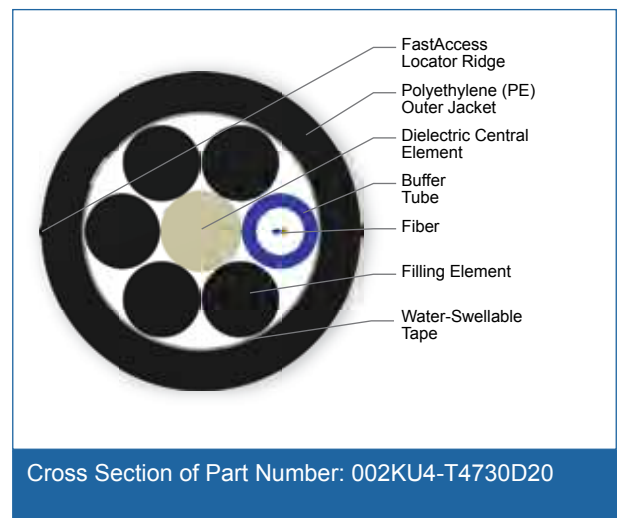 FastAccess
Locator Ridge
Polyethylene (PE)
Outer Jacket
Dielectric Central
Element
Buffer
Tube
Fiber
Filling Element
Water-Swellable
Tape
Cross Section of Part Number: 002KU4-T4730D20